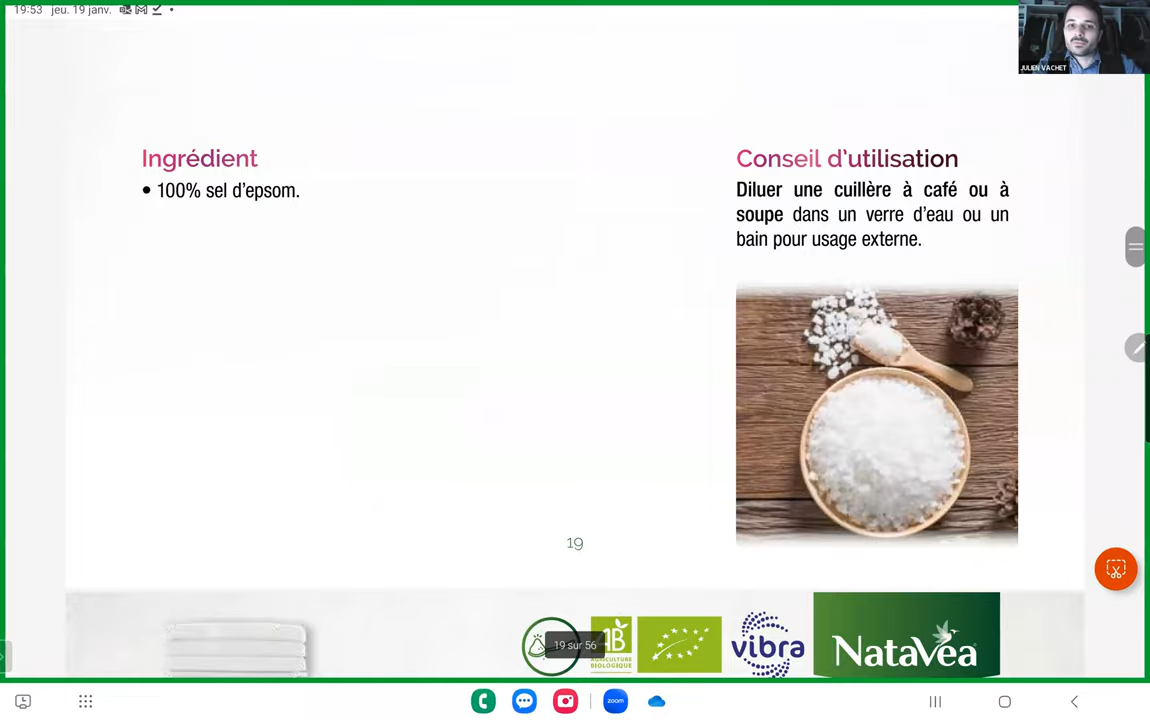 19:53 jeu. 19 janv.
JULIEN VACHET
Ingrédient
• 100% sel d'epsom.
Conseil d'utilisation
Diluer une cuillère à café ou à
soupe dans un verre d'eau ou un
bain pour usage externe.
19
19 sur 56
AB
AGRICULTURE
BIOLOGIQUE
vibra
NataVéa
zoom